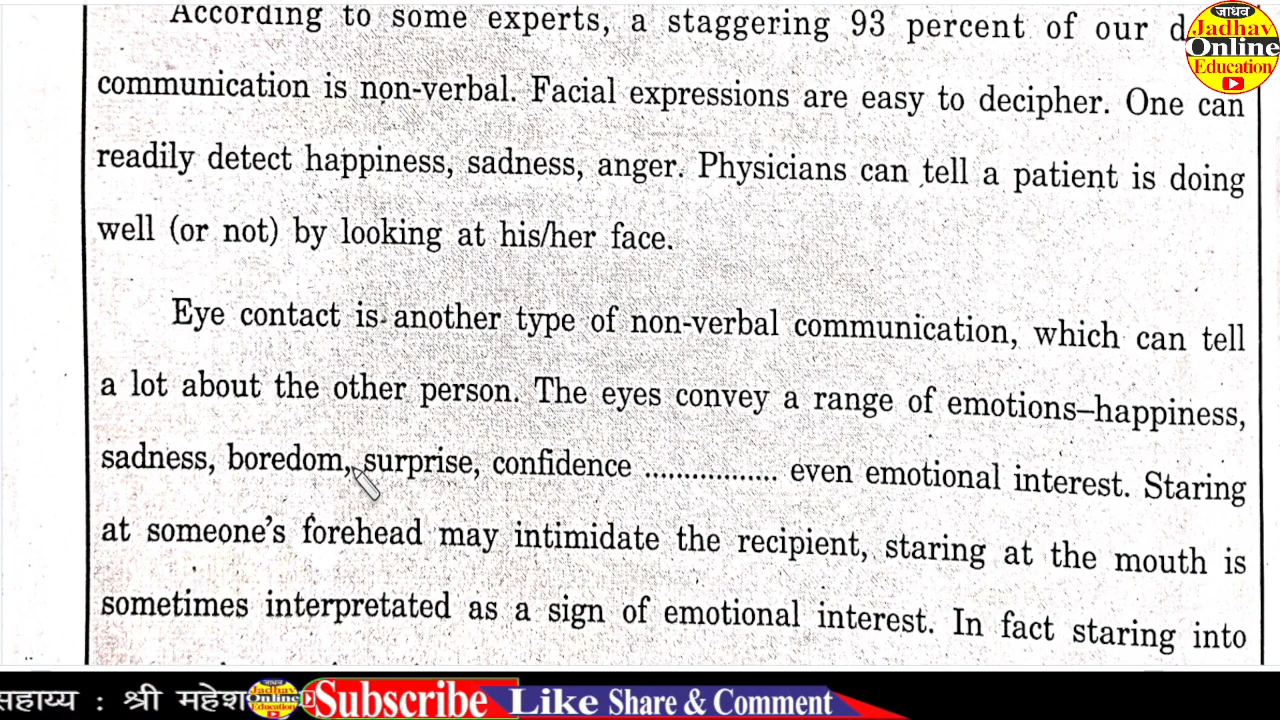 According to some experts, a staggering 93 percent of our d
communication is non-verbal. Facial expressions are easy to decipher. One can
readily detect happiness, sadness, anger. Physicians can tell a patient is doing
well (or not) by looking at his/her face.
Eye contact is another type of non-verbal communication, which can tell
a lot about the other person. The eyes convey a range of emotions–happiness,
sadness, boredom, surprise, confidence ................. even emotional interest. Staring
at someone's forehead may intimidate the recipient, staring at the mouth is
sometimes interpretated as a sign of emotional interest. In fact staring into
जाधव
Jadhav
Online
Education
सहाय्य : श्री महेश
जाधव
Jadhav
Online
Education
Subscribe
Like Share & Comment